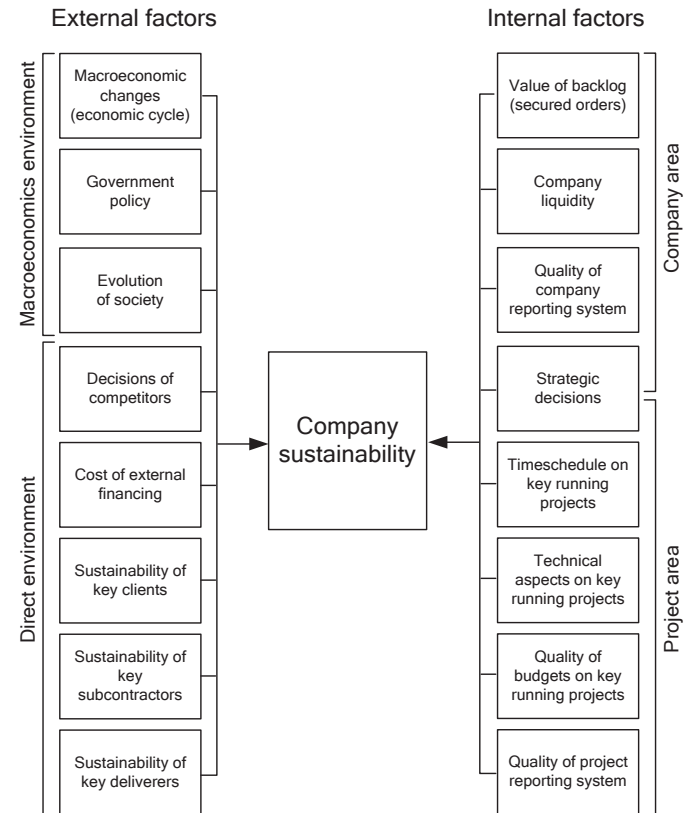 External factors
Internal factors
Macroeconomics environment
Macroeconomic
changes
(economic cycle)
Government
policy
Evolution
of society
Direct environment
Decisions of
competitors
Cost of external
financing
Sustainability of
key clients
Sustainability of
key
subcontractors
Sustainability of
key deliverers
Company
sustainability
Value of backlog
(secured orders)
Company
liquidity
Quality of
company
reporting system
Strategic
decisions
Company area
Timeschedule on
key running
projects
Technical
aspects on key
running projects
Quality of
budgets on key
running projects
Quality of project
reporting system
Project area